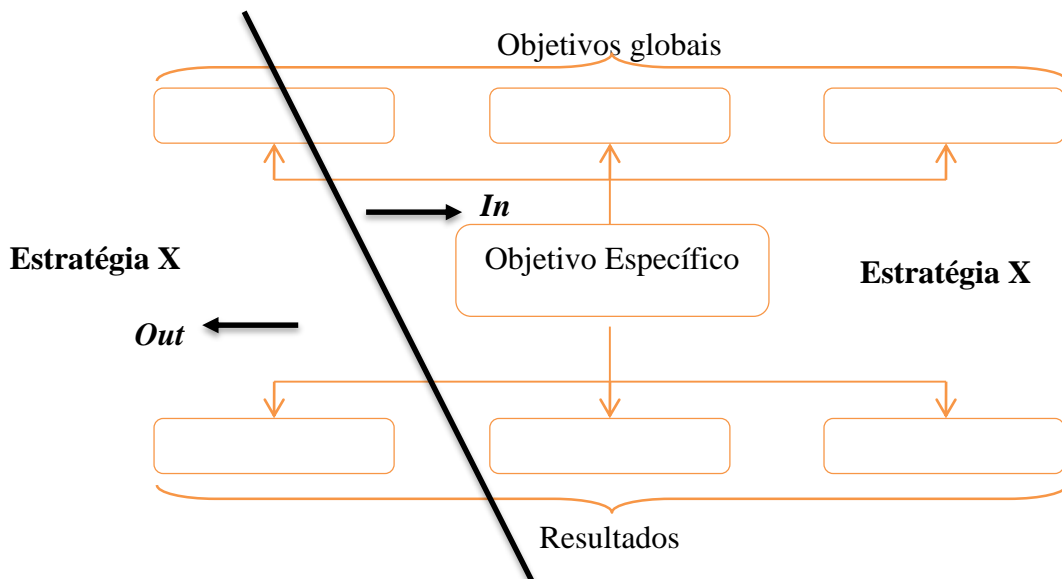 Objetivos globais
In
Objetivo Específico
Estratégia X
Estratégia X
Out
Resultados